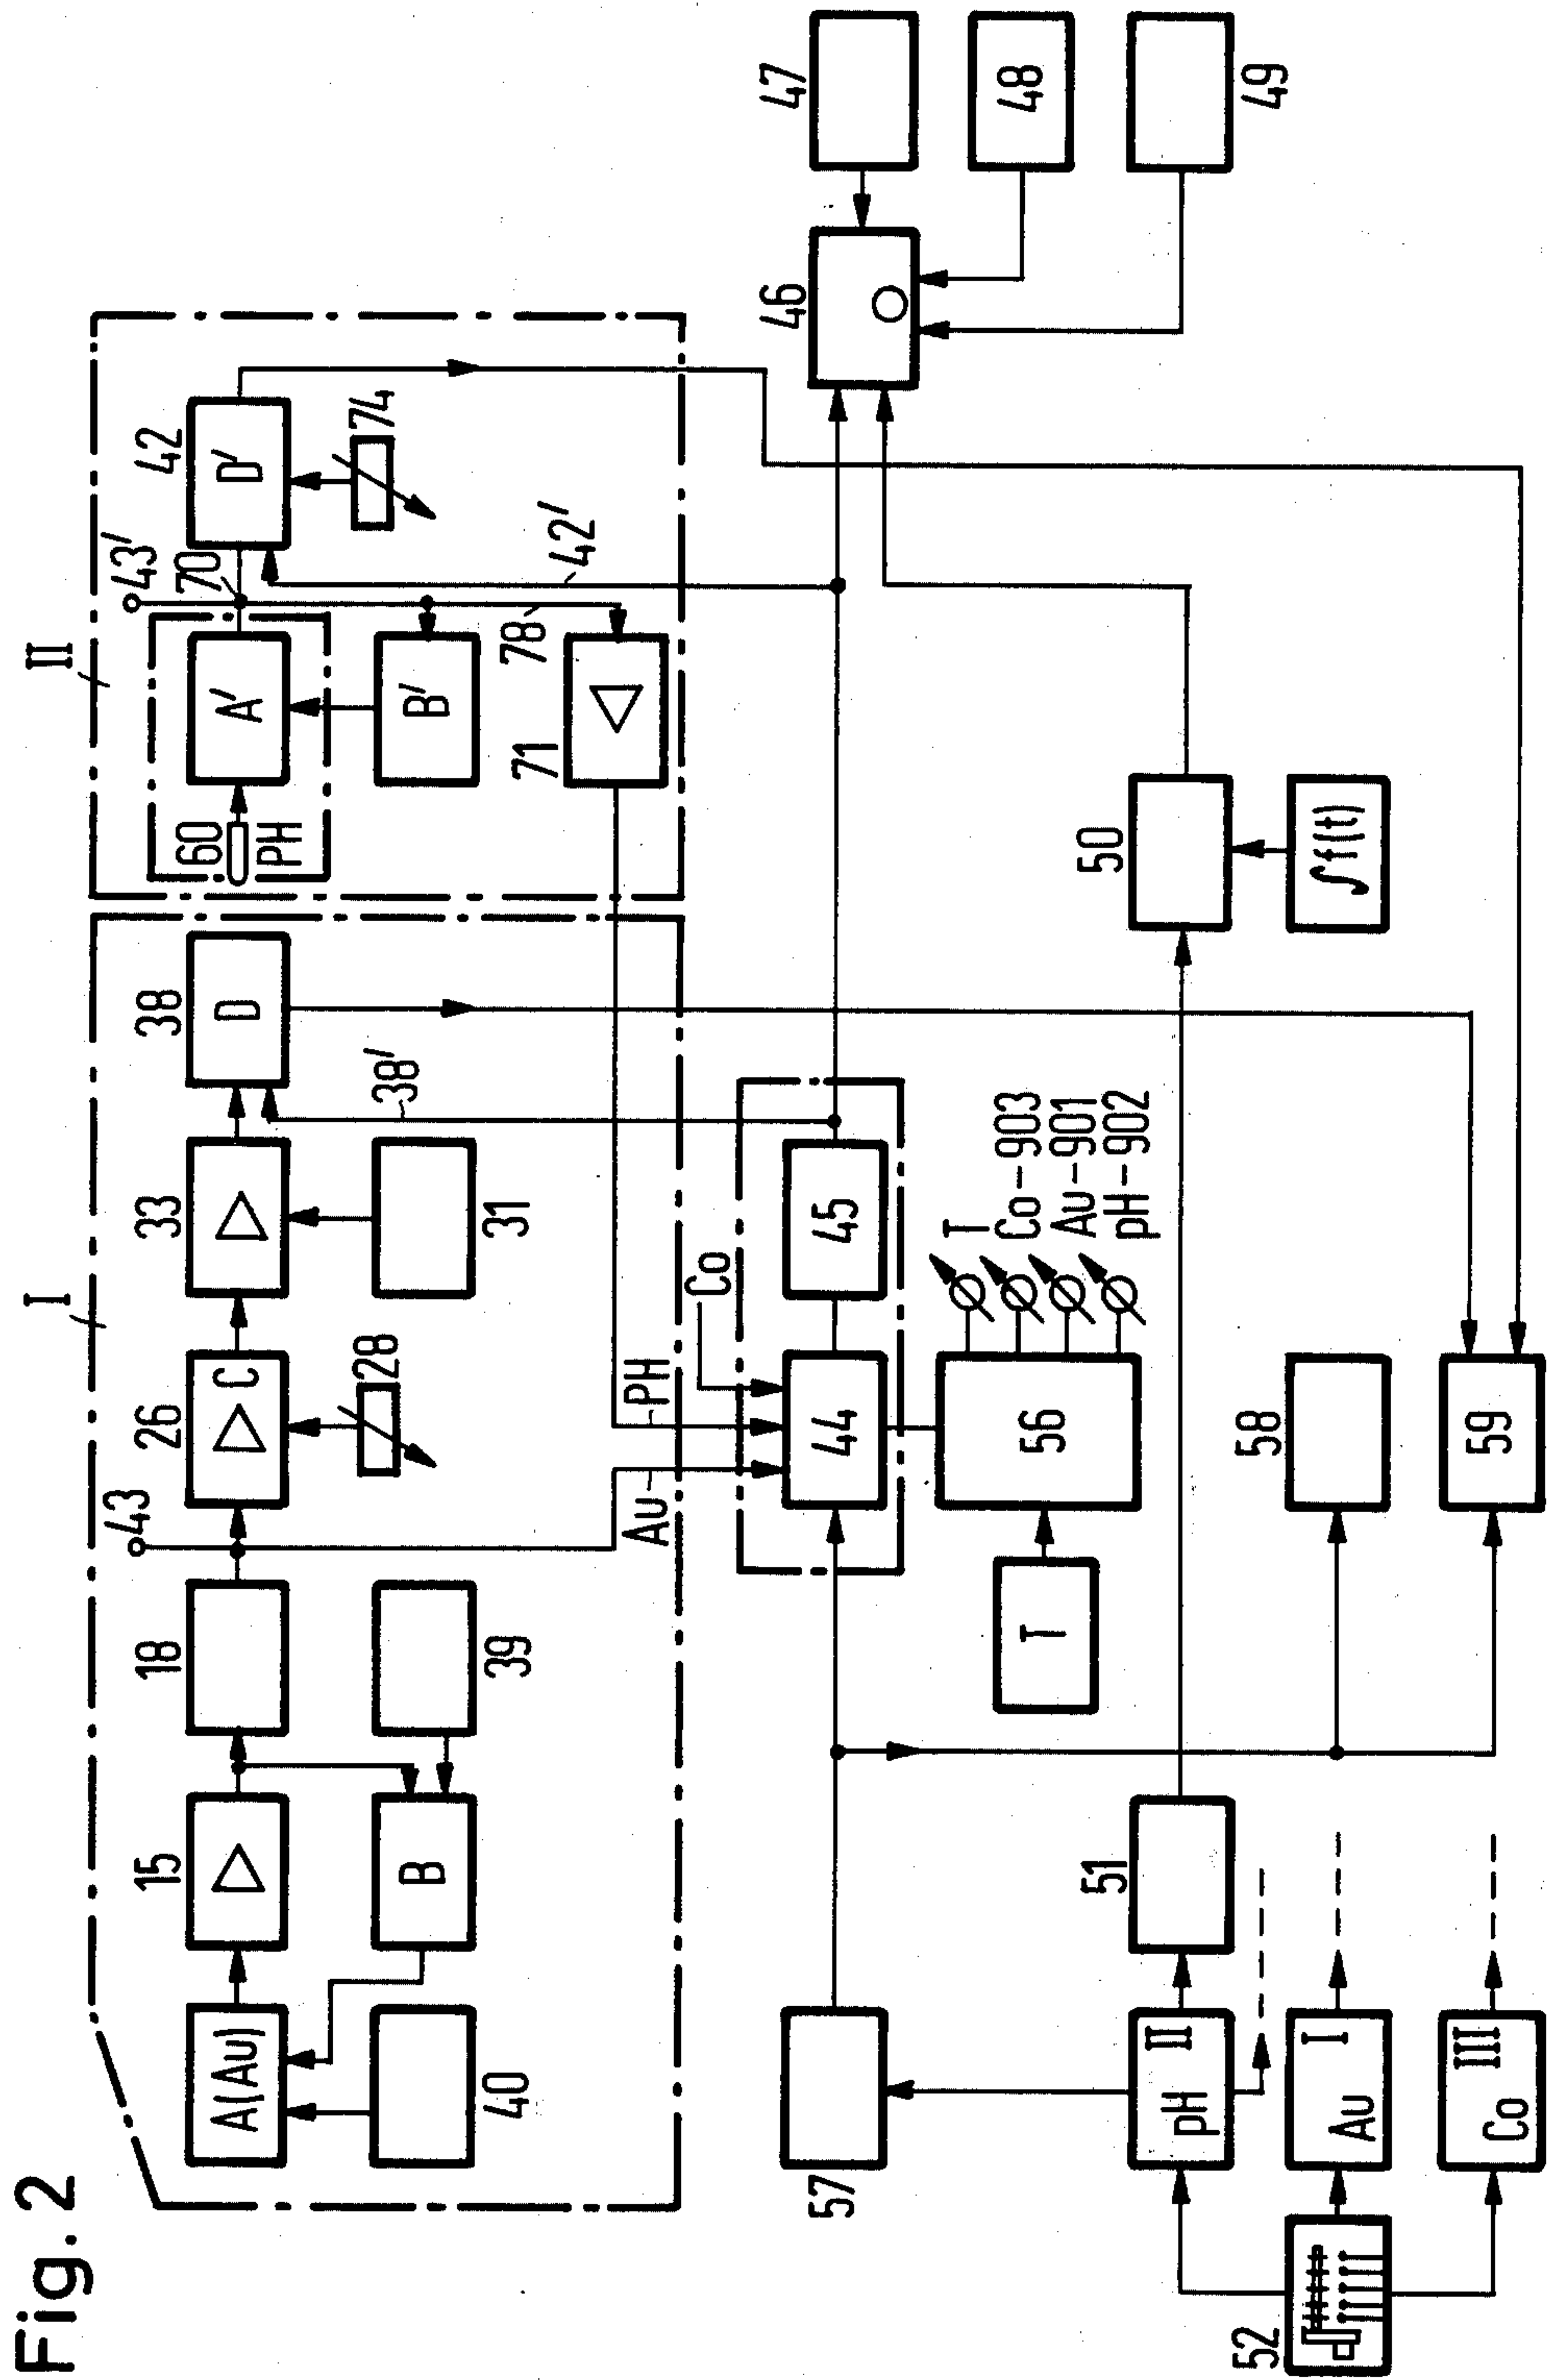 Fig. 2
I
II
43
43'
A(Au)
15
18
26
C
28
33
38
D
60
PH
A'
70
42
D'
74
40
B
39
31
38'
B'
78
71
42'
Au
PH
Co
57
44
45
46
47
48
49
T
56
T
Co-903
Au-901
pH-902
50
∫f(t)
51
58
59
52
pH II
Au I
Co III